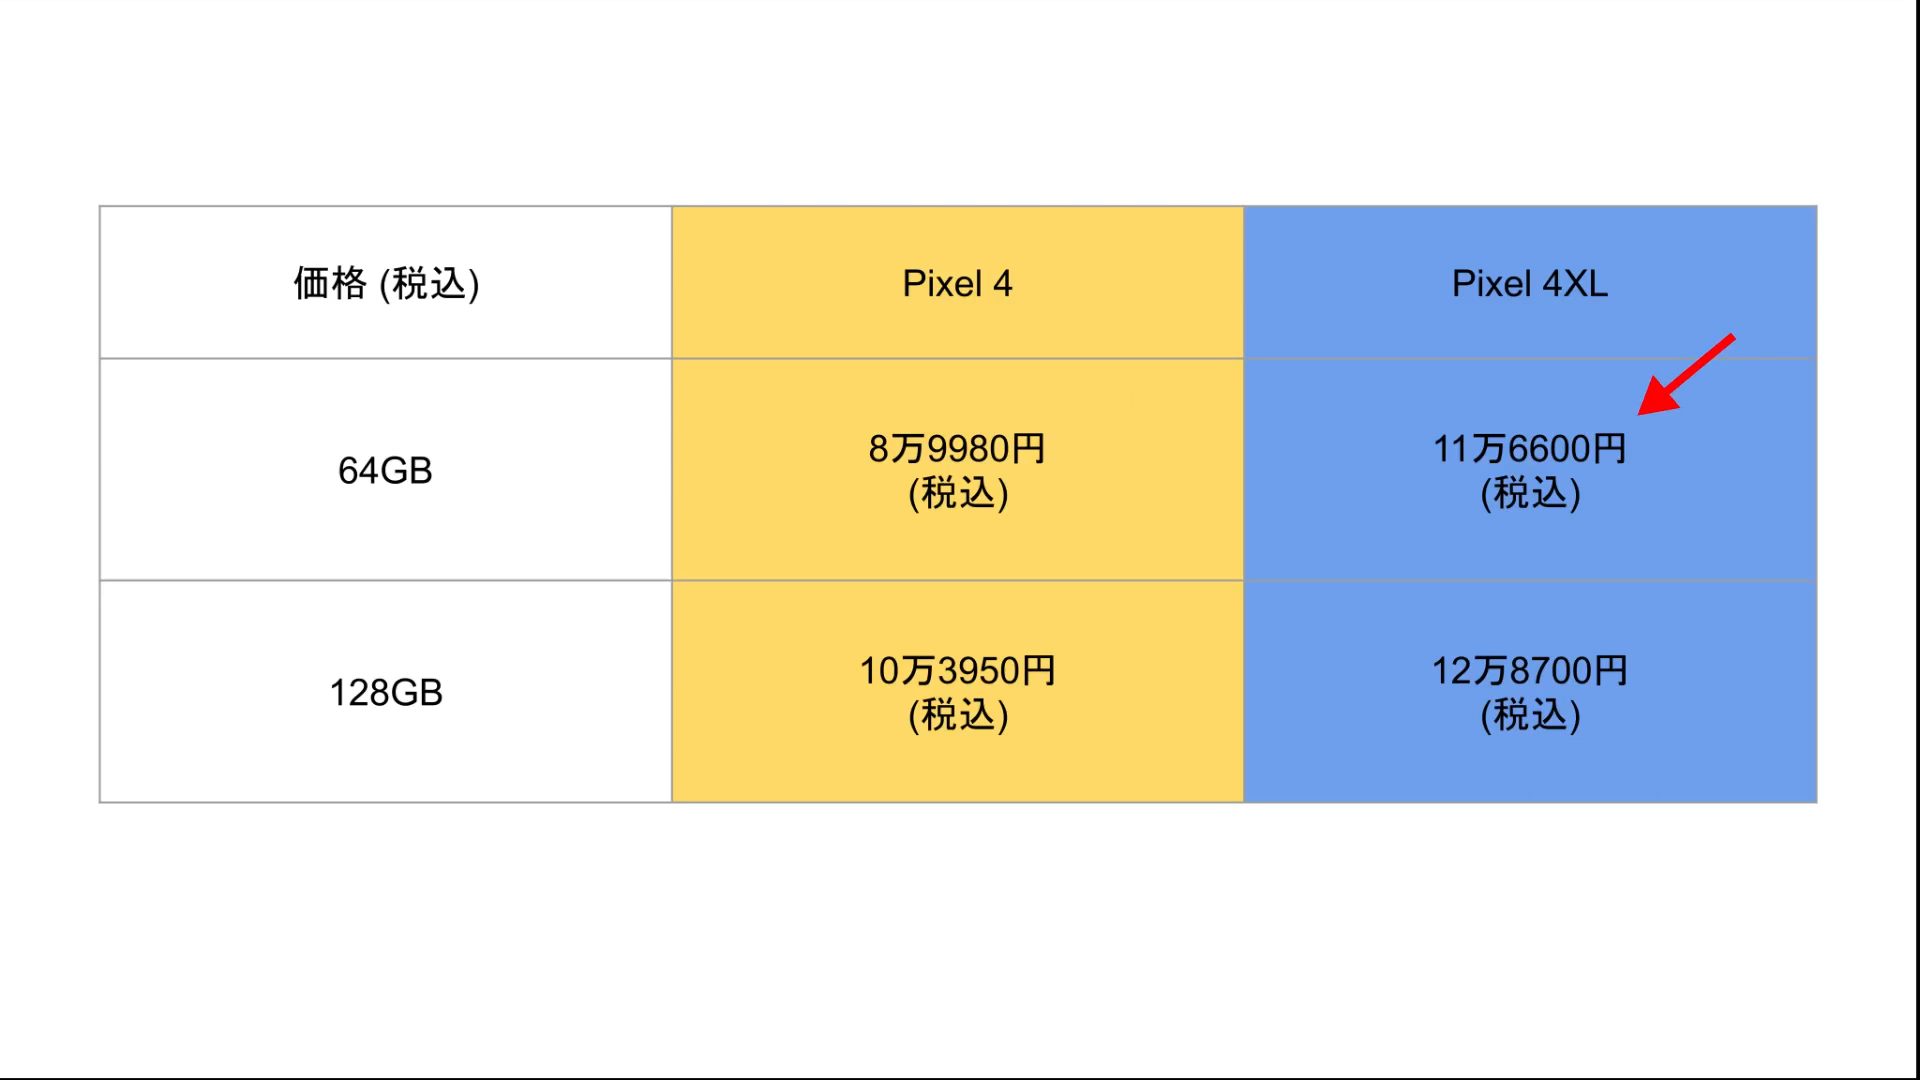 価格 (税込)
Pixel 4
Pixel 4XL
64GB
8万9980円
(税込)
11万6600円
(税込)
128GB
10万3950円
(税込)
12万8700円
(税込)